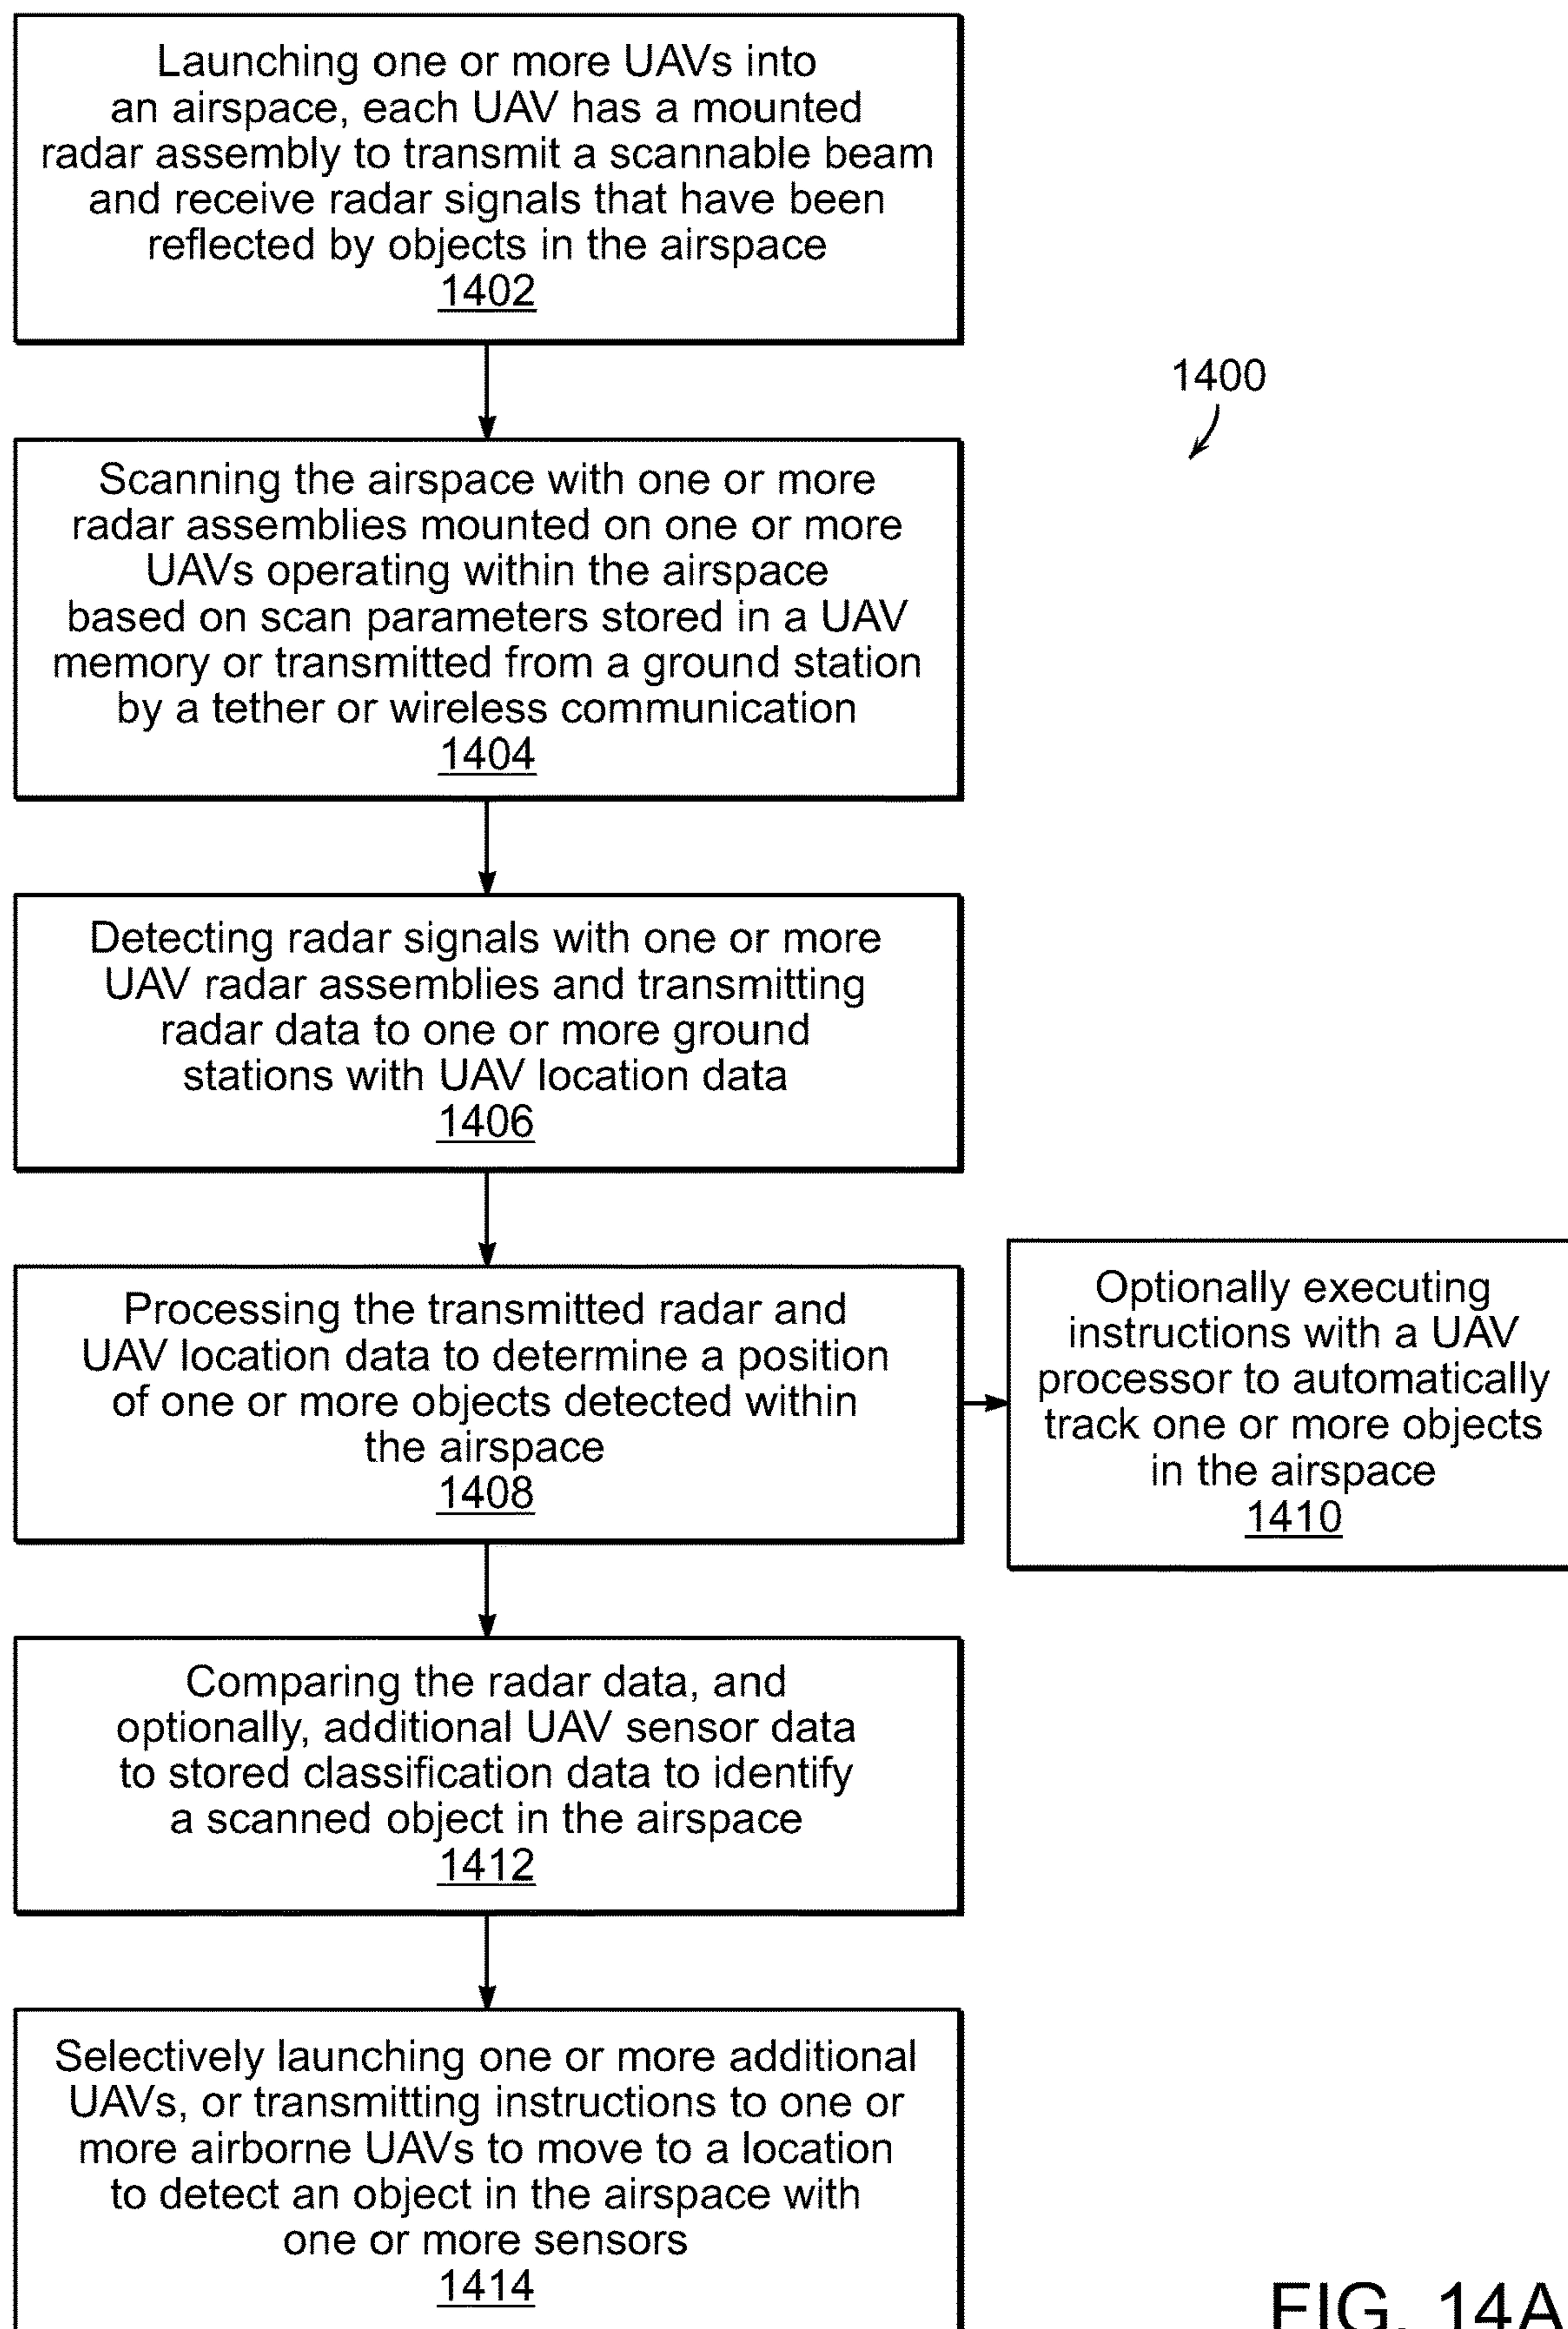 Launching one or more UAVs into
an airspace, each UAV has a mounted
radar assembly to transmit a scannable beam
and receive radar signals that have been
reflected by objects in the airspace
1402
1400
Scanning the airspace with one or more
radar assemblies mounted on one or more
UAVs operating within the airspace
based on scan parameters stored in a UAV
memory or transmitted from a ground station
by a tether or wireless communication
1404
Detecting radar signals with one or more
UAV radar assemblies and transmitting
radar data to one or more ground
stations with UAV location data
1406
Processing the transmitted radar and
UAV location data to determine a position
of one or more objects detected within
the airspace
1408
Optionally executing
instructions with a UAV
processor to automatically
track one or more objects
in the airspace
1410
Comparing the radar data, and
optionally, additional UAV sensor data
to stored classification data to identify
a scanned object in the airspace
1412
Selectively launching one or more additional
UAVs, or transmitting instructions to one or
more airborne UAVs to move to a location
to detect an object in the airspace with
one or more sensors
1414
FIG. 14A